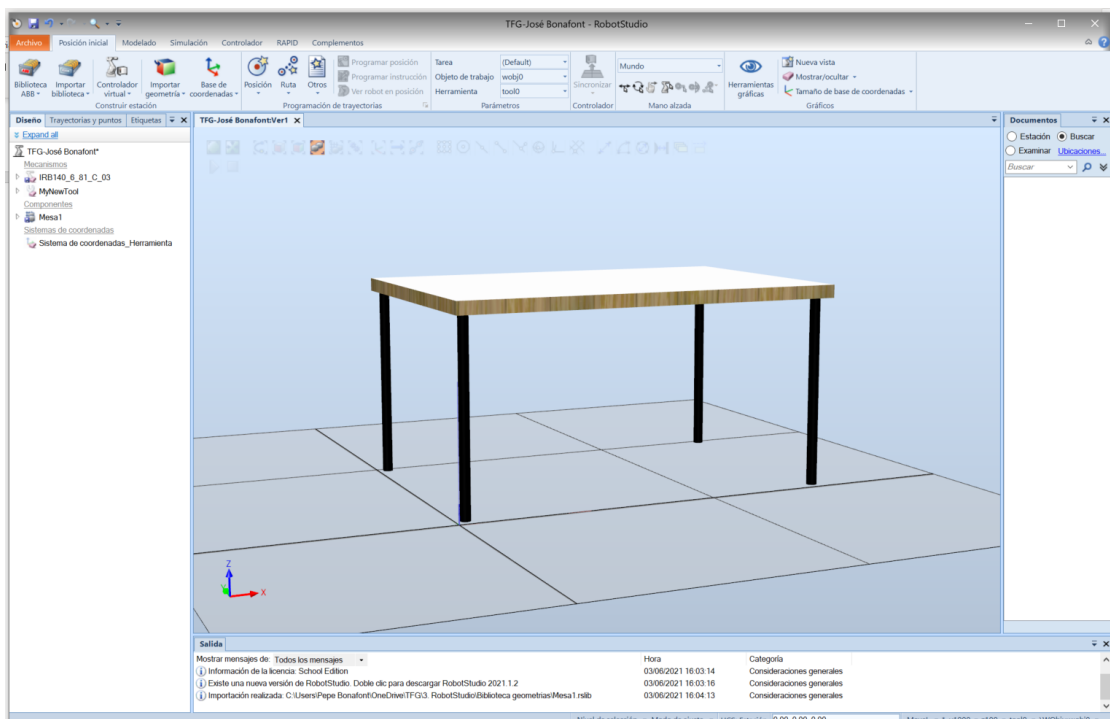 TFG-José Bonafont - RobotStudio
Archivo Posición inicial Modelado Simulación Controlador RAPID Complementos
Biblioteca ABB Importar biblioteca Controlador virtual Importar geometría Base de coordenadas
Construir estación
Posición Ruta Otros
Programar posición
Programar instrucción
Ver robot en posición
Programación de trayectorias
Tarea (Default)
Objeto de trabajo wobj0
Herramienta tool0
Parámetros
Sincronizar
Controlador
Mundo
Mano alzada
Herramientas gráficas
Nueva vista
Mostrar/ocultar
Tamaño de base de coordenadas
Gráficos
Diseño Trayectorias y puntos Etiquetas
Expand all
TFG-José Bonafont*
Mecanismos
IRB140_6_81_C_03
MyNewTool
Componentes
Mesa1
Sistemas de coordenadas
Sistema de coordenadas_Herramienta
TFG-José Bonafont:Ver1
Z
Y
X
Documentos
Estación Buscar
Examinar Ubicaciones...
Buscar
Salida
Mostrar mensajes de: Todos los mensajes Hora Categoría
Información de la licencia: School Edition 03/06/2021 16:03:14 Consideraciones generales
Existe una nueva versión de RobotStudio. Doble clic para descargar RobotStudio 2021.1.2 03/06/2021 16:03:16 Consideraciones generales
Importación realizada: C:\Users\Pepe Bonafont\OneDrive\TFG\3. RobotStudio\Biblioteca geometrias\Mesa1.rslib 03/06/2021 16:04:13 Consideraciones generales